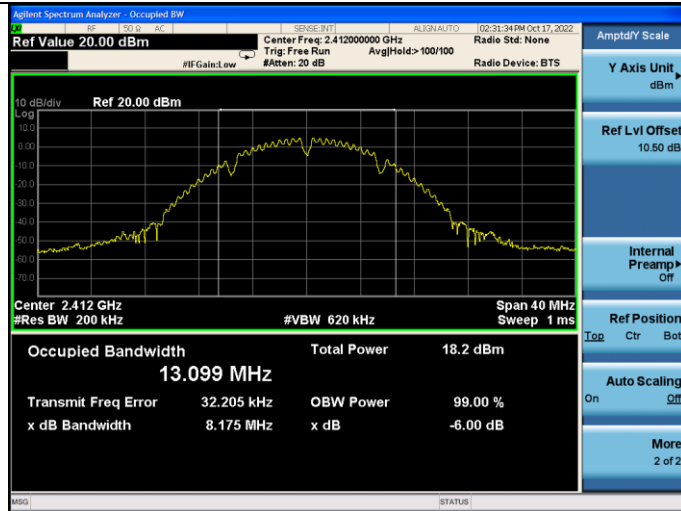 Agilent Spectrum Analyzer - Occupied BW
RF 50 Ω AC SENSE:INT ALIGN AUTO 02:31:34 PM Oct 17, 2022
Ref Value 20.00 dBm
Center Freq: 2.412000000 GHz
Radio Std: None
Trig: Free Run Avg|Hold:> 100/100
#IFGain:Low #Atten: 20 dB Radio Device: BTS
10 dB/div Ref 20.00 dBm
Log
10.0
0.00
-10.0
-20.0
-30.0
-40.0
-50.0
-60.0
-70.0
Center 2.412 GHz Span 40 MHz
#Res BW 200 kHz #VBW 620 kHz Sweep 1 ms
Occupied Bandwidth Total Power 18.2 dBm
13.099 MHz
Transmit Freq Error 32.205 kHz OBW Power 99.00 %
x dB Bandwidth 8.175 MHz x dB -6.00 dB
MSG STATUS
Amptd/Y Scale
Y Axis Unit
dBm
Ref Lvl Offset
10.50 dB
Internal
Preamp
Off
Ref Position
Top Ctr Bot
Auto Scaling
On Off
More
2 of 2